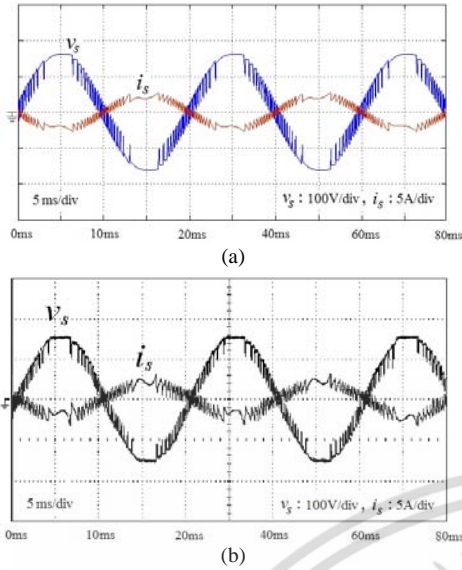 v_s
i_s
5 ms/div
v_s : 100V/div , i_s : 5A/div
0ms 10ms 20ms 40ms 60ms 80ms
(a)
v_s
i_s
5 ms/div
v_s : 100V/div , i_s : 5A/div
0ms 10ms 20ms 40ms 60ms 80ms
(b)